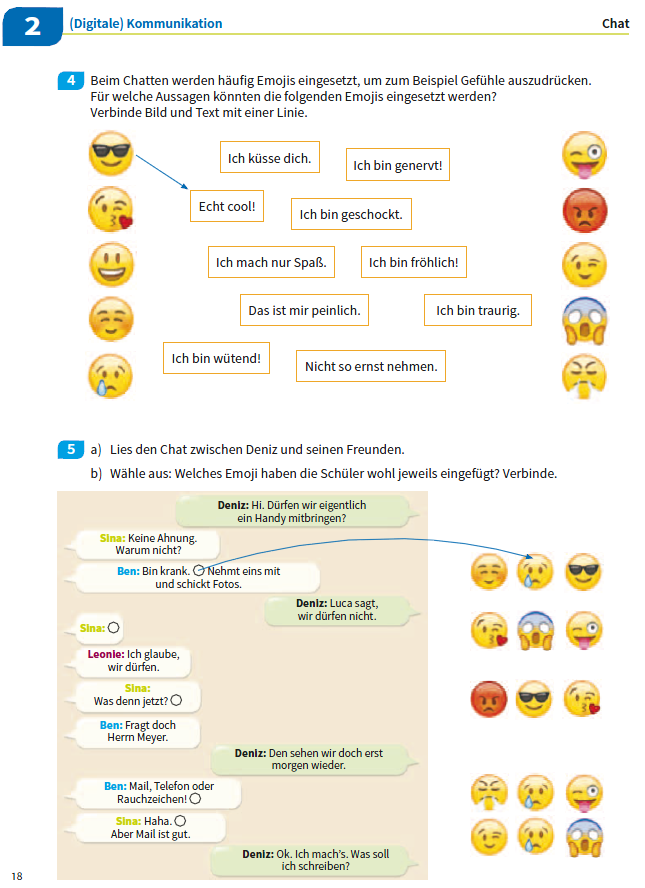 2
(Digitale) Kommunikation
Chat
4 Beim Chatten werden häufig Emojis eingesetzt, um zum Beispiel Gefühle auszudrücken.
Für welche Aussagen könnten die folgenden Emojis eingesetzt werden?
Verbinde Bild und Text mit einer Linie.
Ich küsse dich.
Ich bin genervt!
Echt cool!
Ich bin geschockt.
Ich mach nur Spaß.
Ich bin fröhlich!
Das ist mir peinlich.
Ich bin traurig.
Ich bin wütend!
Nicht so ernst nehmen.
5 a) Lies den Chat zwischen Deniz und seinen Freunden.
b) Wähle aus: Welches Emoji haben die Schüler wohl jeweils eingefügt? Verbinde.
Deniz: Hi. Dürfen wir eigentlich
ein Handy mitbringen?
Sina: Keine Ahnung.
Warum nicht?
Ben: Bin krank. Nehmt eins mit
und schickt Fotos.
Deniz: Luca sagt,
wir dürfen nicht.
Sina:
Leonie: Ich glaube,
wir dürfen.
Sina:
Was denn jetzt?
Ben: Fragt doch
Herrn Meyer.
Deniz: Den sehen wir doch erst
morgen wieder.
Ben: Mail, Telefon oder
Rauchzeichen!
Sina: Haha.
Aber Mail ist gut.
Deniz: Ok. Ich mach's. Was soll
ich schreiben?
18